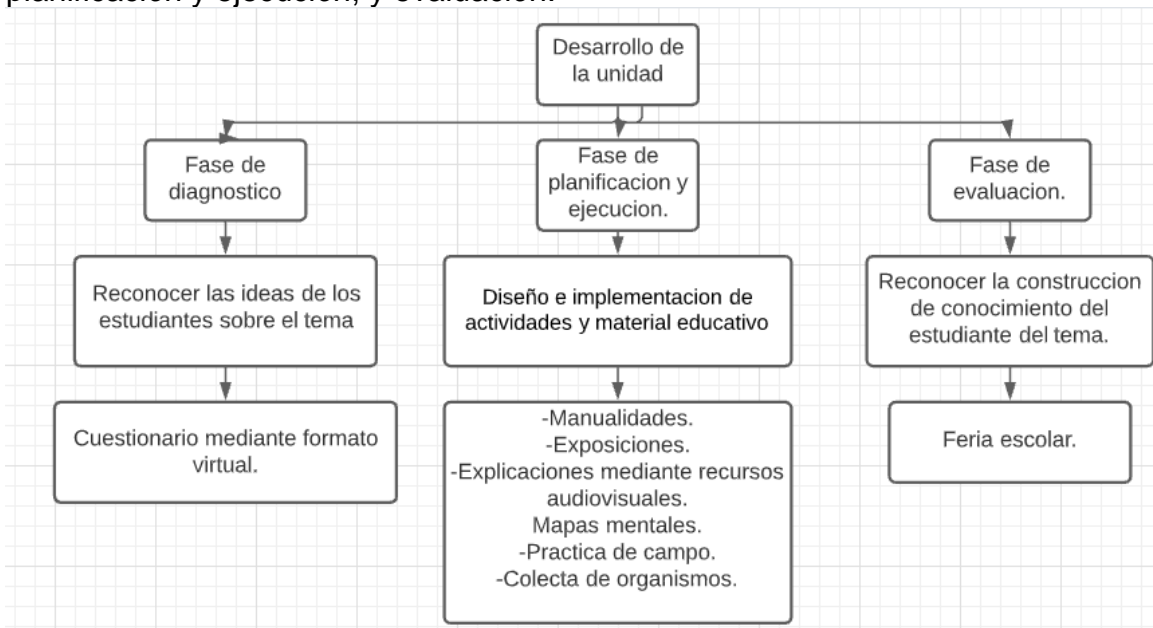 planificación y ejecución, y evaluación.
Desarrollo de
la unidad
Fase de
diagnostico
Fase de
planificacion y
ejecucion.
Fase de
evaluacion.
Reconocer las ideas de los
estudiantes sobre el tema
Diseño e implementacion de
actividades y material educativo
Reconocer la construccion
de conocimiento del
estudiante del tema.
Cuestionario mediante formato
virtual.
-Manualidades.
-Exposiciones.
-Explicaciones mediante recursos
audiovisuales.
Mapas mentales.
-Practica de campo.
-Colecta de organismos.
Feria escolar.